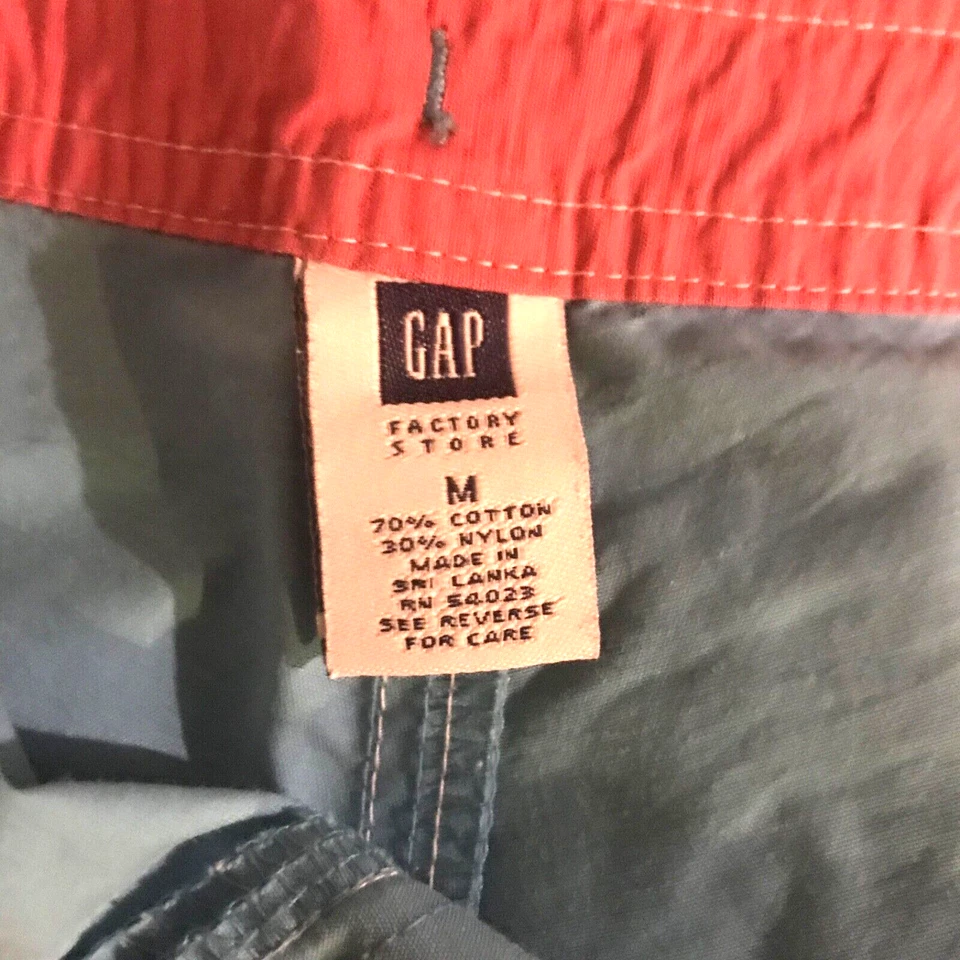 GAP
FACTORY
STORE
M
70% COTTON
30% NYLON
MADE IN
SRI LANKA
RN 54023
SEE REVERSE
FOR CARE